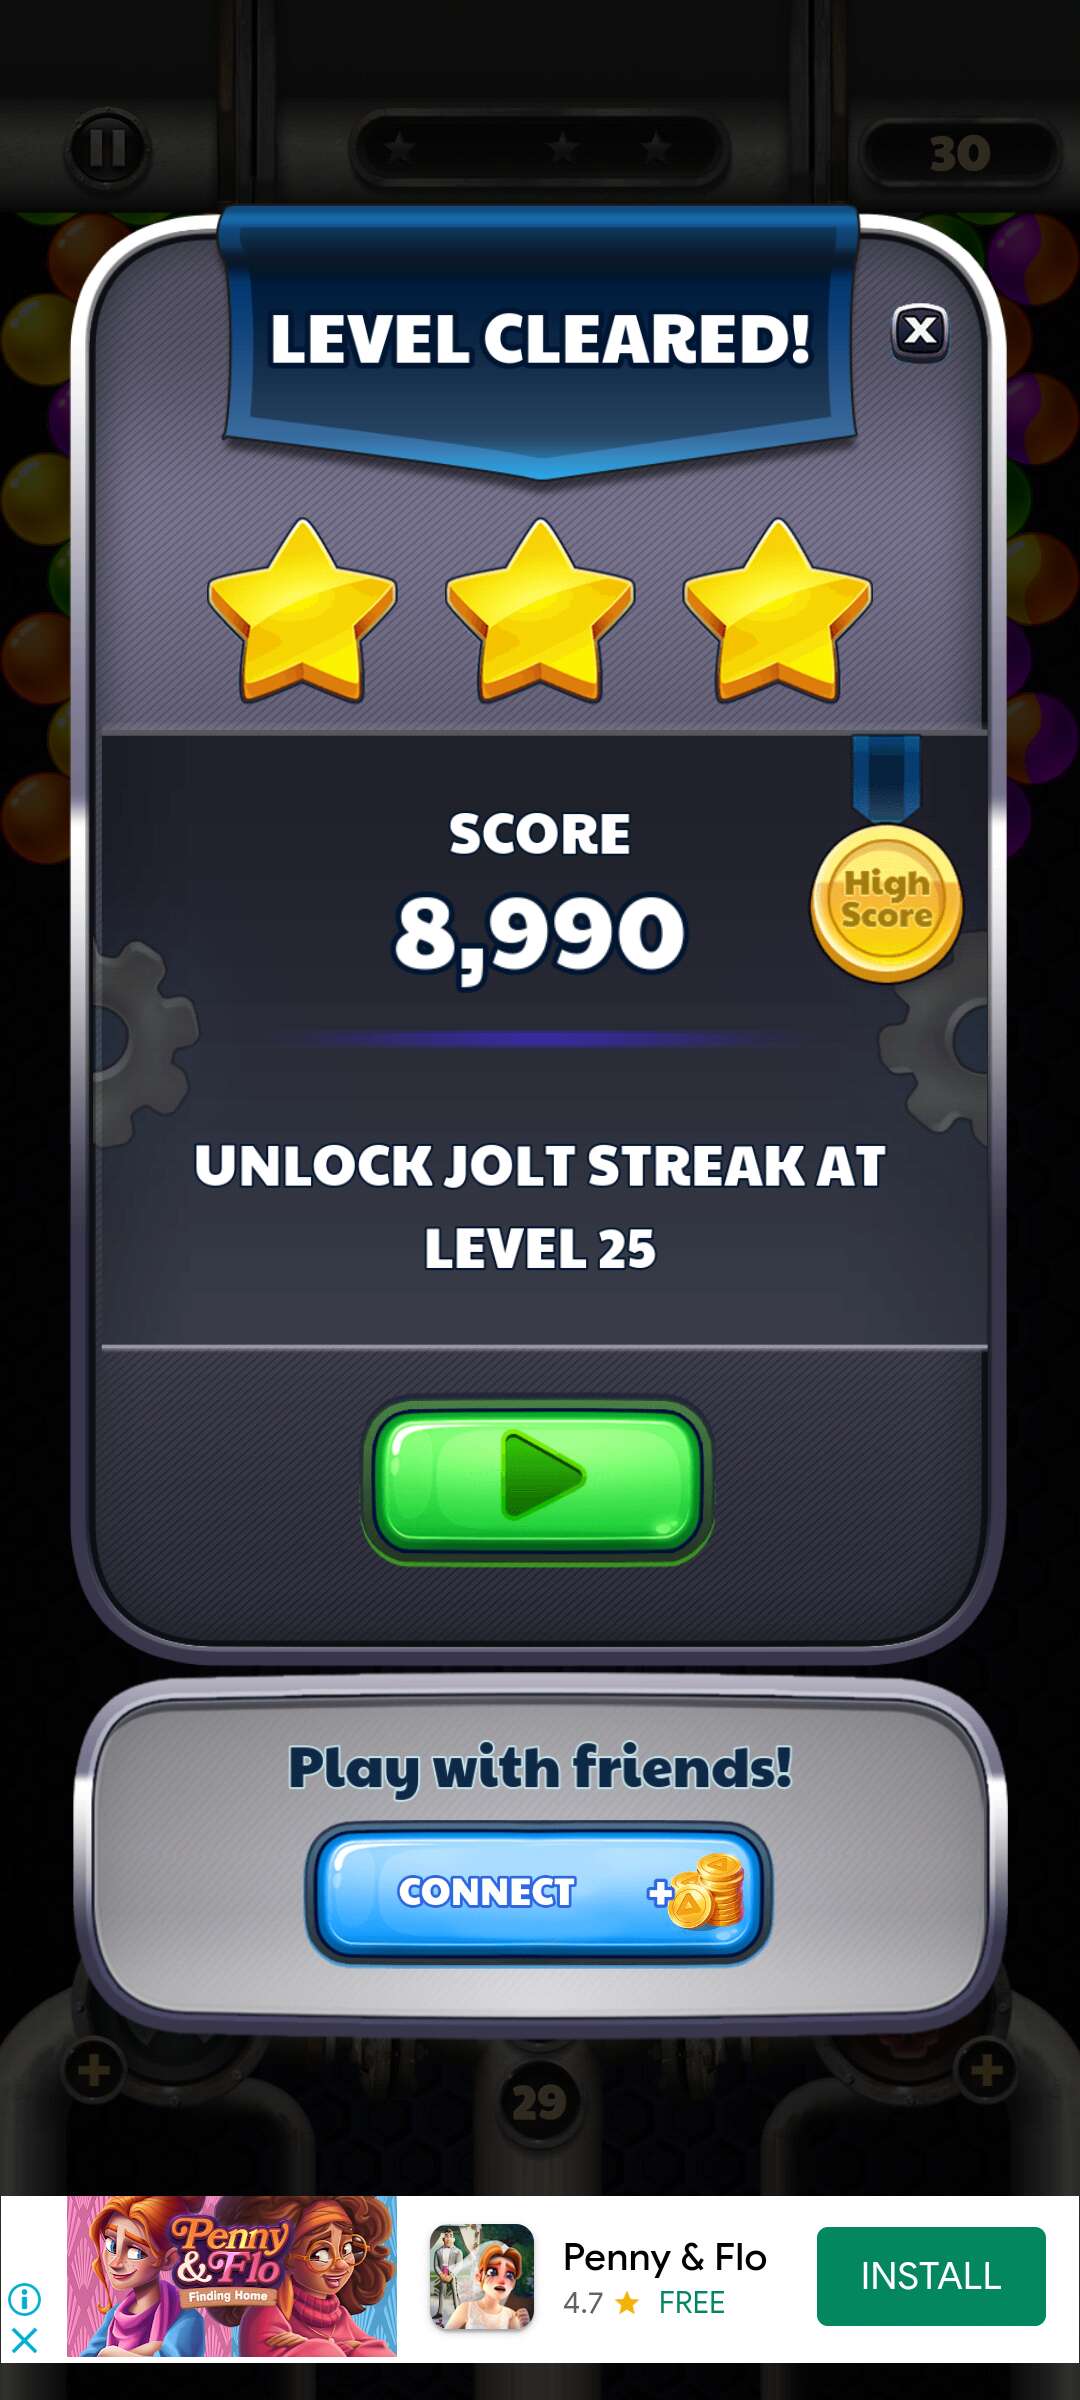 30
LEVEL CLEARED!
X
SCORE
8,990
High
Score
UNLOCK JOLT STREAK AT
LEVEL 25
Play with friends!
CONNECT +
29
Penny
& Flo
Finding Home
Penny & Flo
4.7 ★ FREE
INSTALL